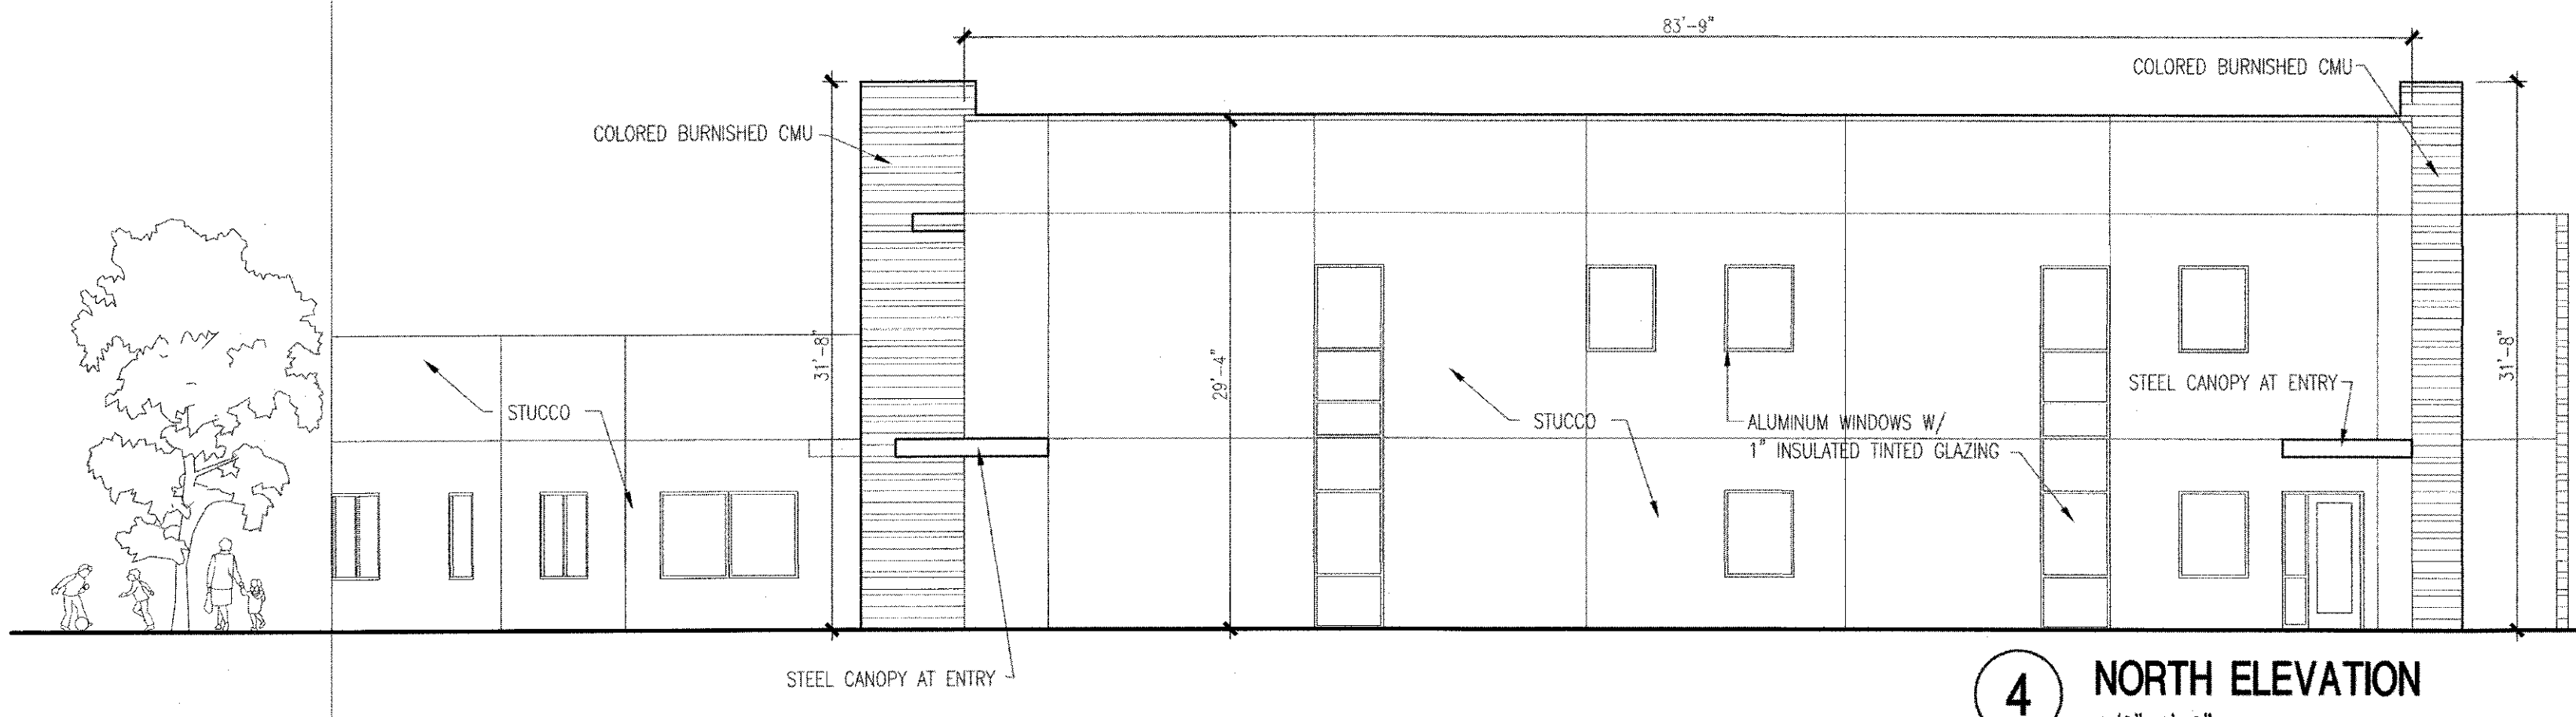 83'-9"
COLORED BURNISHED CMU
COLORED BURNISHED CMU
31'-8"
29'-4"
31'-8"
STUCCO
STUCCO
STEEL CANOPY AT ENTRY
ALUMINUM WINDOWS W/
1" INSULATED TINTED GLAZING
STEEL CANOPY AT ENTRY
4
NORTH ELEVATION